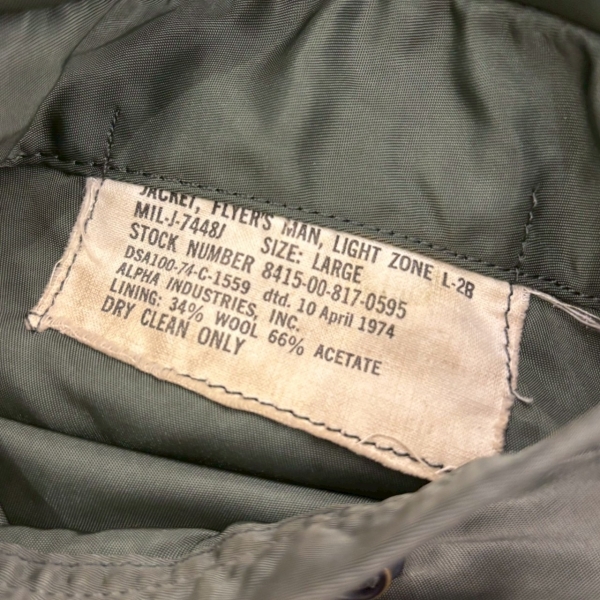 JACKET, FLYER'S MAN, LIGHT ZONE L-2B
MIL-J-7448J SIZE: LARGE
STOCK NUMBER 8415-00-817-0595
DSA100-74-C-1559 dtd. 10 April 1974
ALPHA INDUSTRIES, INC.
LINING: 34% WOOL 66% ACETATE
DRY CLEAN ONLY